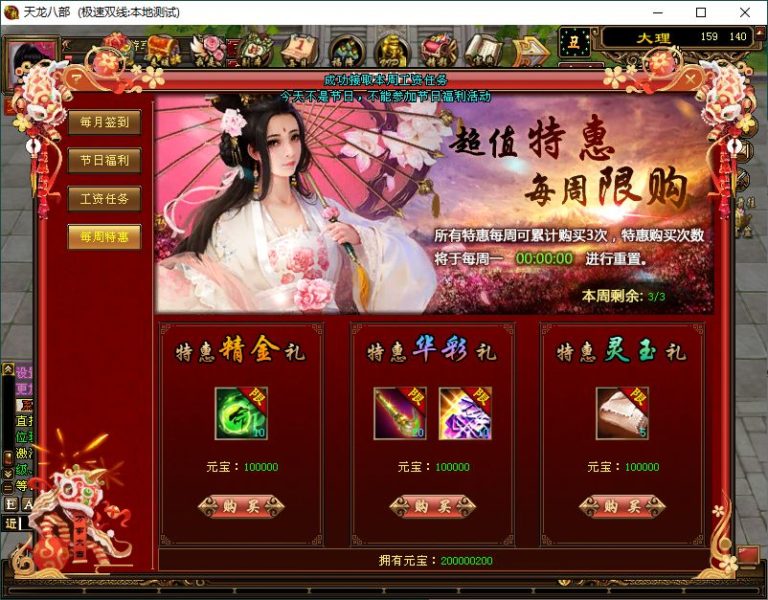 天龙八部 (极速双线:本地测试)
丑
大理 159 140
成功接取本周工资任务
今天不是节日，不能参加节日福利活动
每月签到
节日福利
工资任务
每周特惠
超值特惠
每周限购
所有特惠每周可累计购买3次，特惠购买次数
将于每周一 00:00:00 进行重置。
本周剩余: 3/3
特惠精金礼
特惠华彩礼
特惠灵玉礼
限
10
限
20
限
限
5
元宝：100000
元宝：100000
元宝：100000
购买
购买
购买
拥有元宝：200000200
E A
近